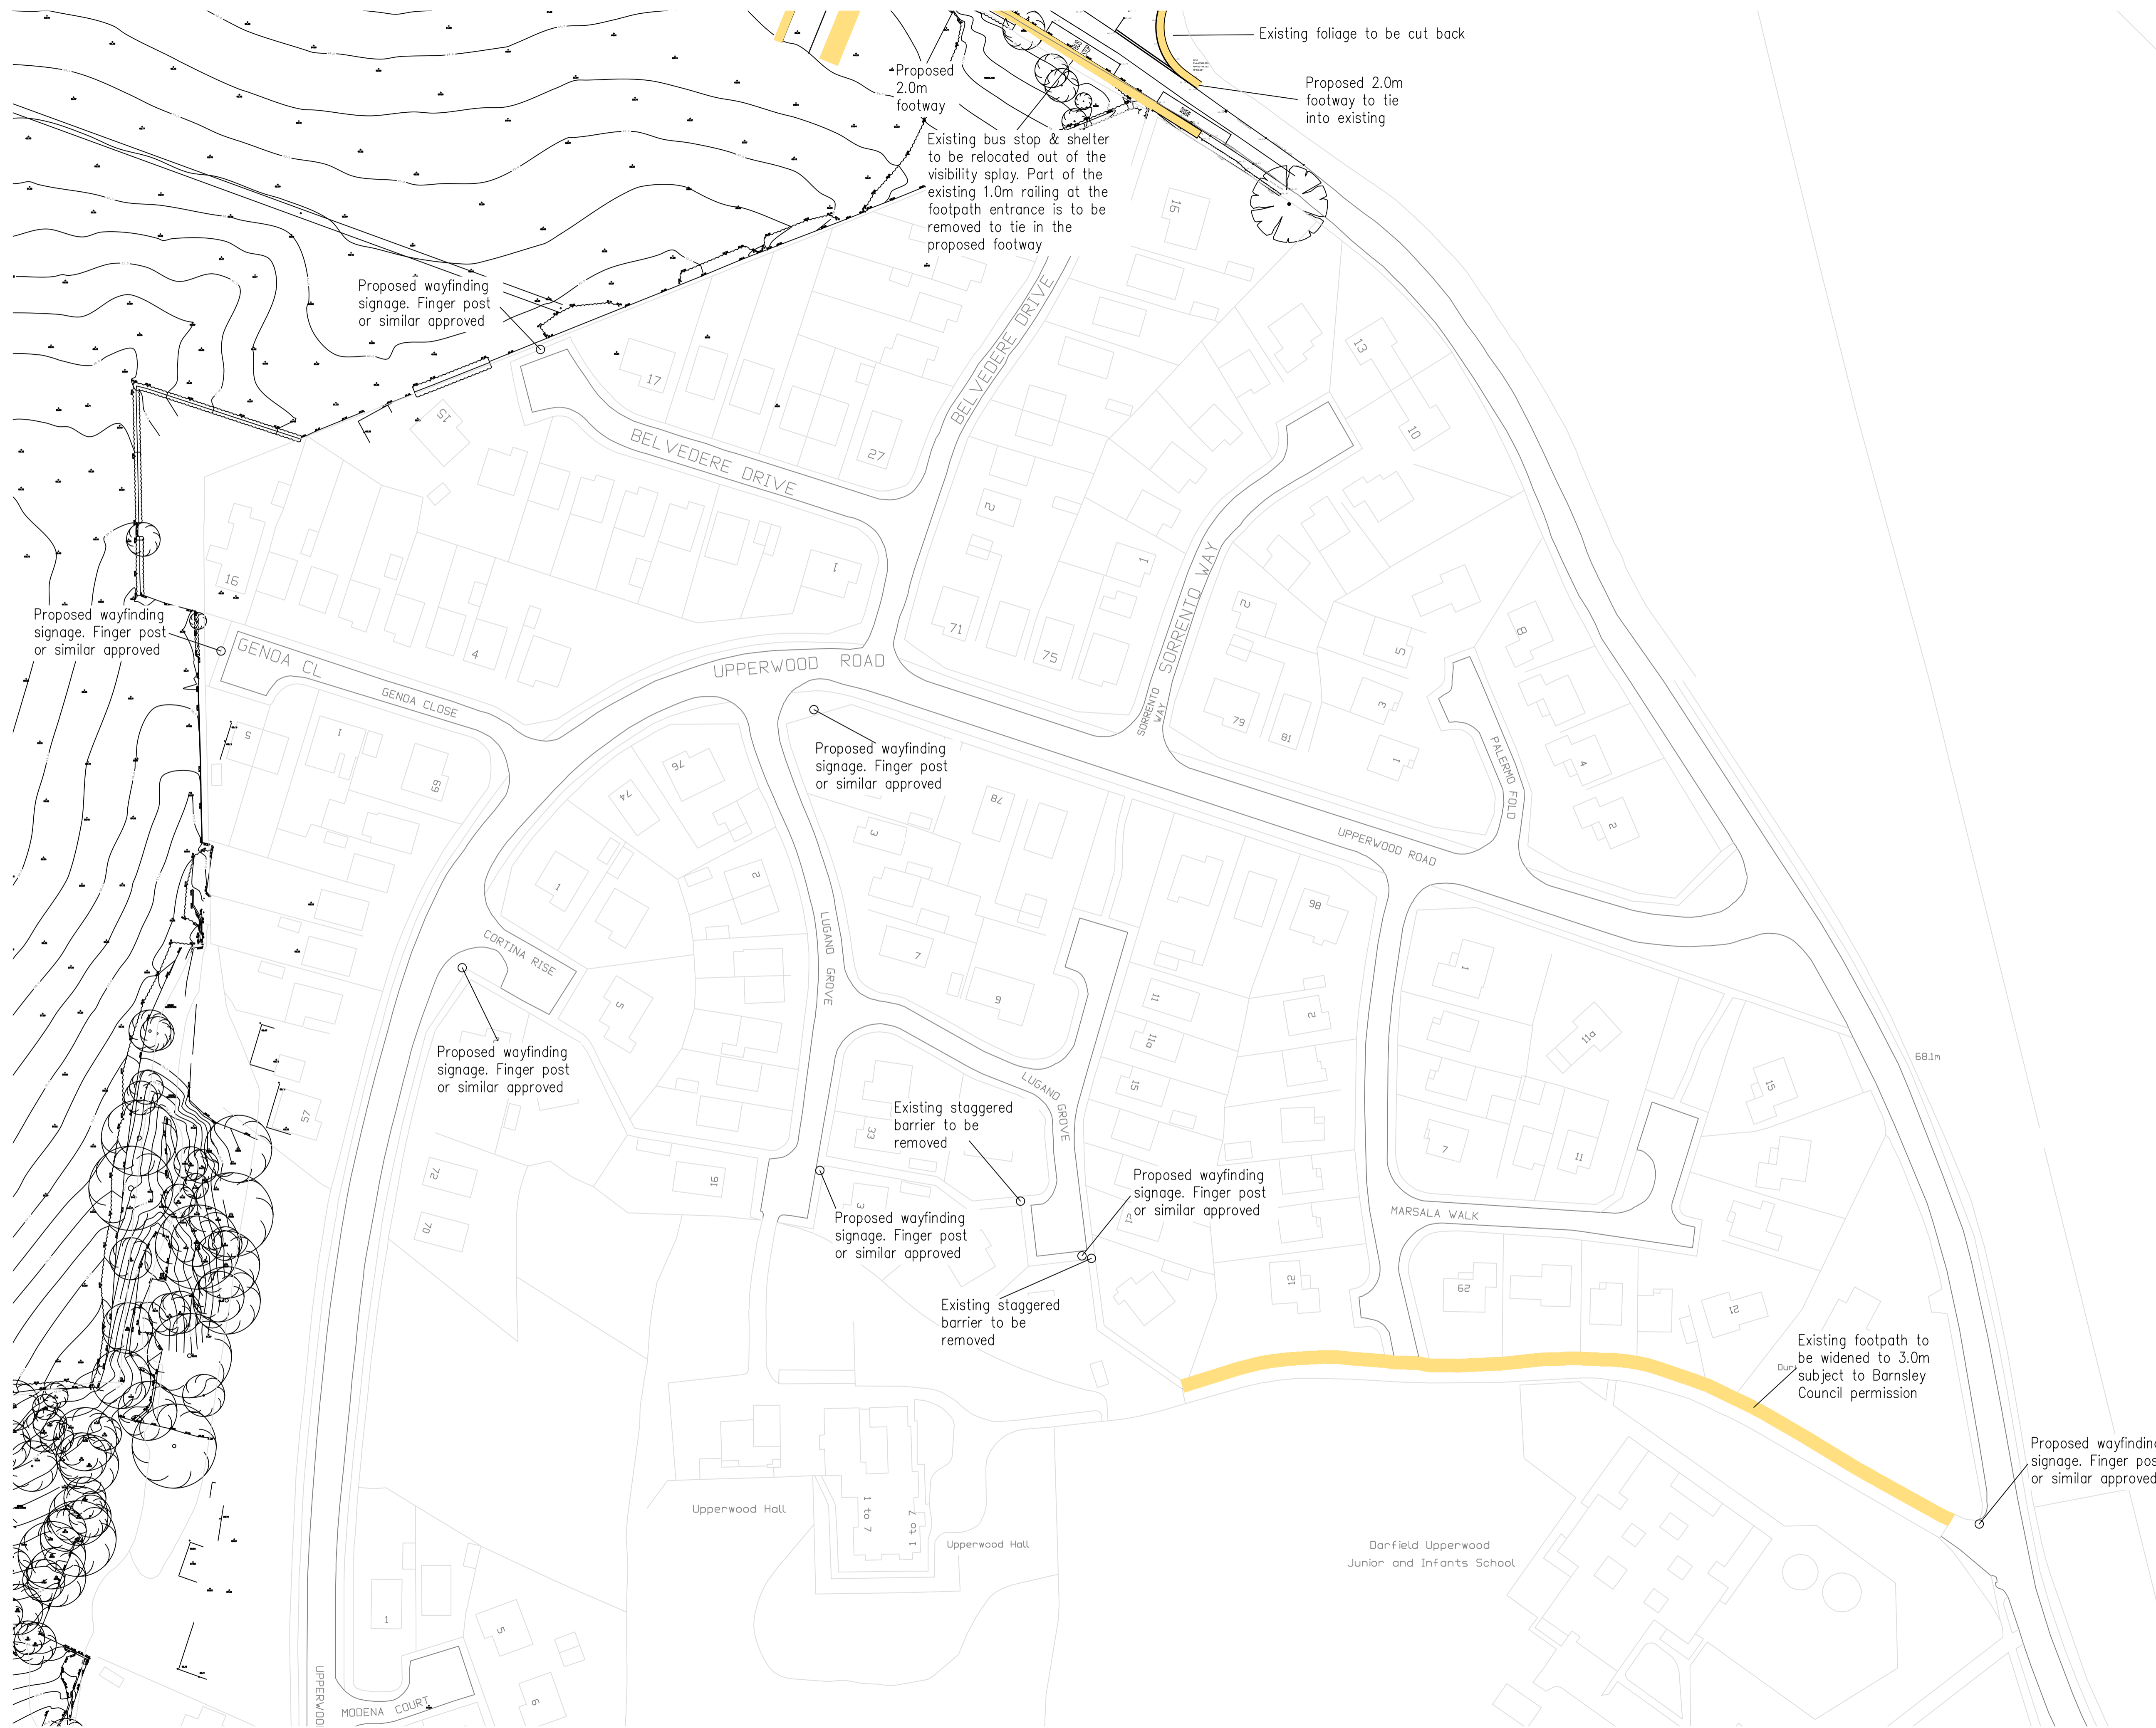 Existing foliage to be cut back
Proposed 2.0m
footway to tie
into existing
Proposed
2.0m
footway
Existing bus stop & shelter
to be relocated out of the
visibility splay. Part of the
existing 1.0m railing at the
footpath entrance is to be
removed to tie in the
proposed footway
16
Proposed wayfinding
signage. Finger post
or similar approved
BELVEDERE DRIVE
13
10
17
15
27
BELVEDERE DRIVE
2
1
16
I
SORRENTO WAY
2
Proposed wayfinding
signage. Finger post
or similar approved
GENOA CL
4
71
75
UPPERWOOD ROAD
GENOA CLOSE
SORRENTO
WAY
79
81
5
3
1
8
4
2
PALERMO FOLD
5
1
69
Proposed wayfinding
signage. Finger post
or similar approved
76
74
78
3
UPPERWOOD ROAD
1
2
7
9
98
LUGANO GROVE
CORTINA RISE
5
11
11a
15
2
1
11a
15
68.1m
Proposed wayfinding
signage. Finger post
or similar approved
57
LUGANO GROVE
Existing staggered
barrier to be
removed
33
72
70
16
7
11
Proposed wayfinding
signage. Finger post
or similar approved
MARSALA WALK
3
Proposed wayfinding
signage. Finger post
or similar approved
12
62
12
Existing staggered
barrier to be
removed
Existing footpath to
be widened to 3.0m
subject to Barnsley
Council permission
Proposed wayfinding
signage. Finger pos
or similar approved
Upperwood Hall
1 to 7
1 to 7
Upperwood Hall
Darfield Upperwood
Junior and Infants School
1
5
6
UPPERWOO
MODENA COURT